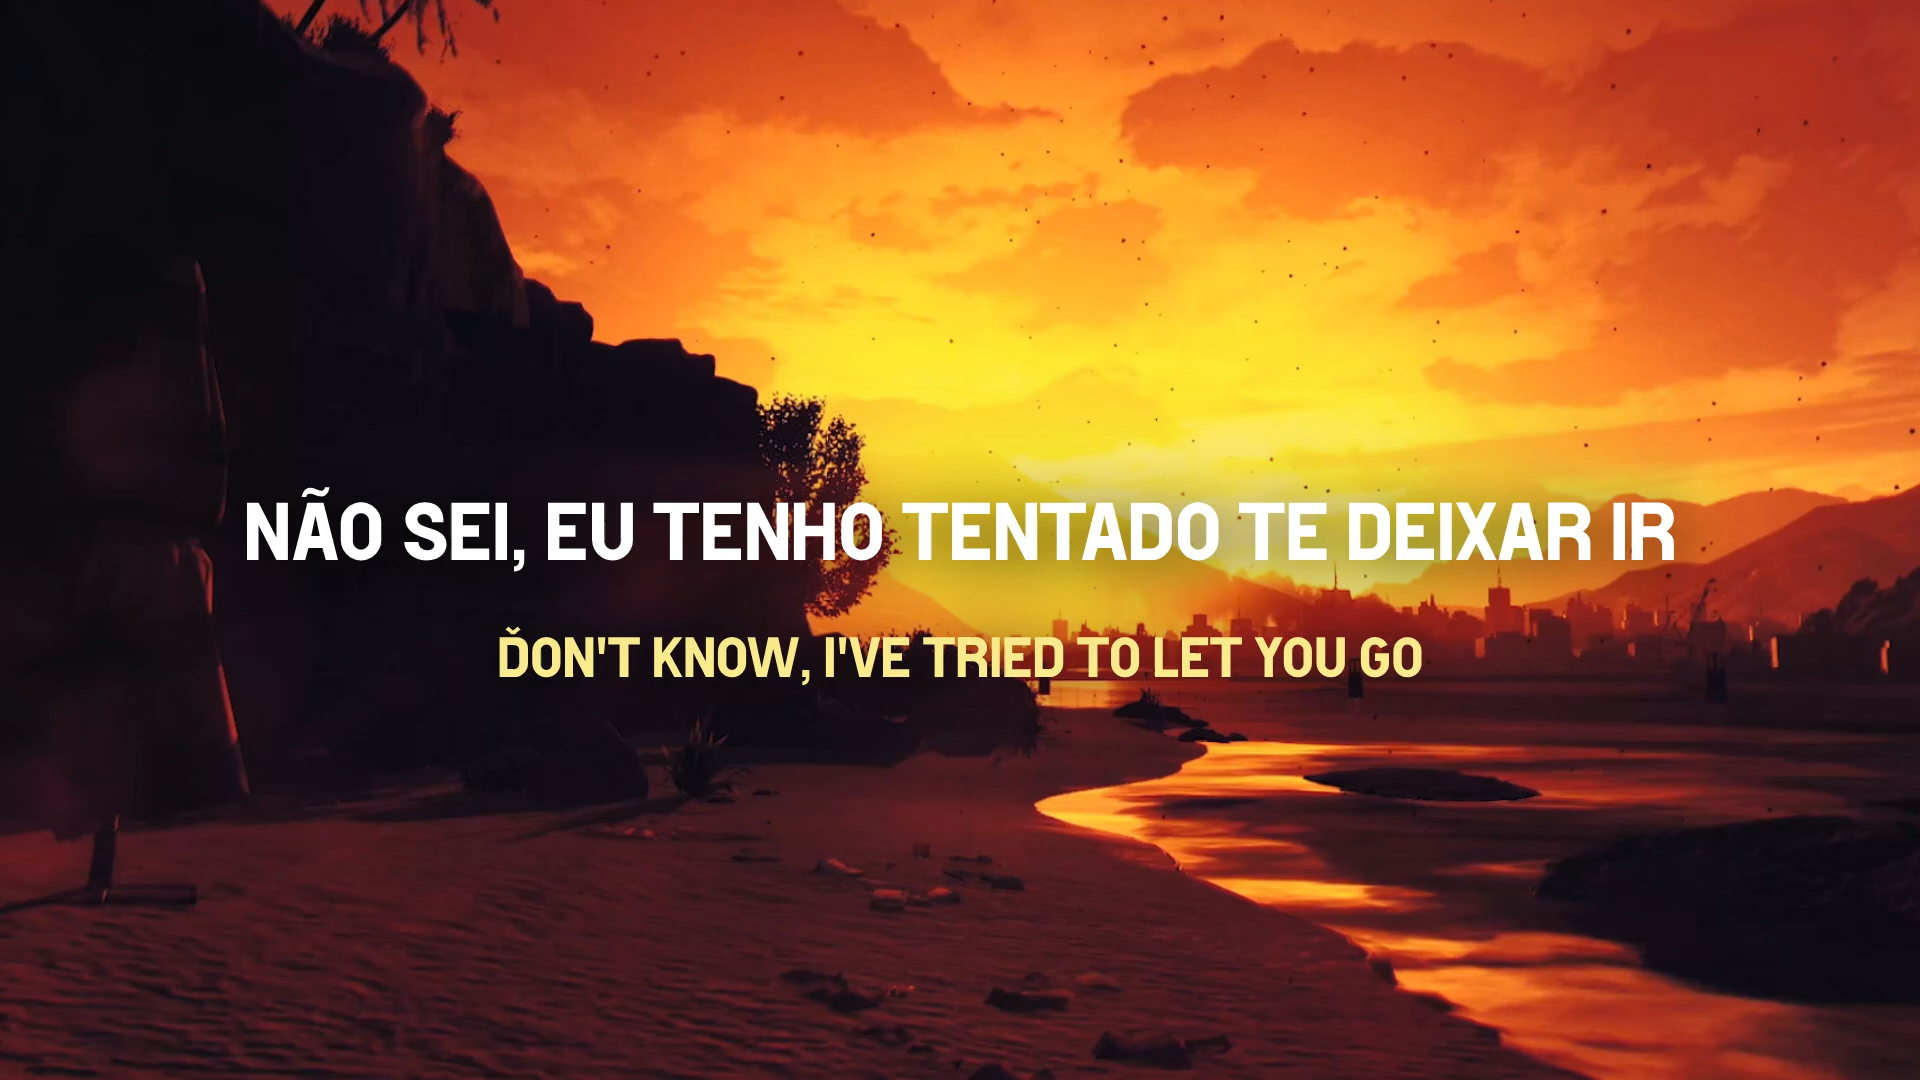 NÃO SEI, EU TENHO TENTADO TE DEIXAR IR
ĎON'T KNOW, I'VE TRIED TO LET YOU GO